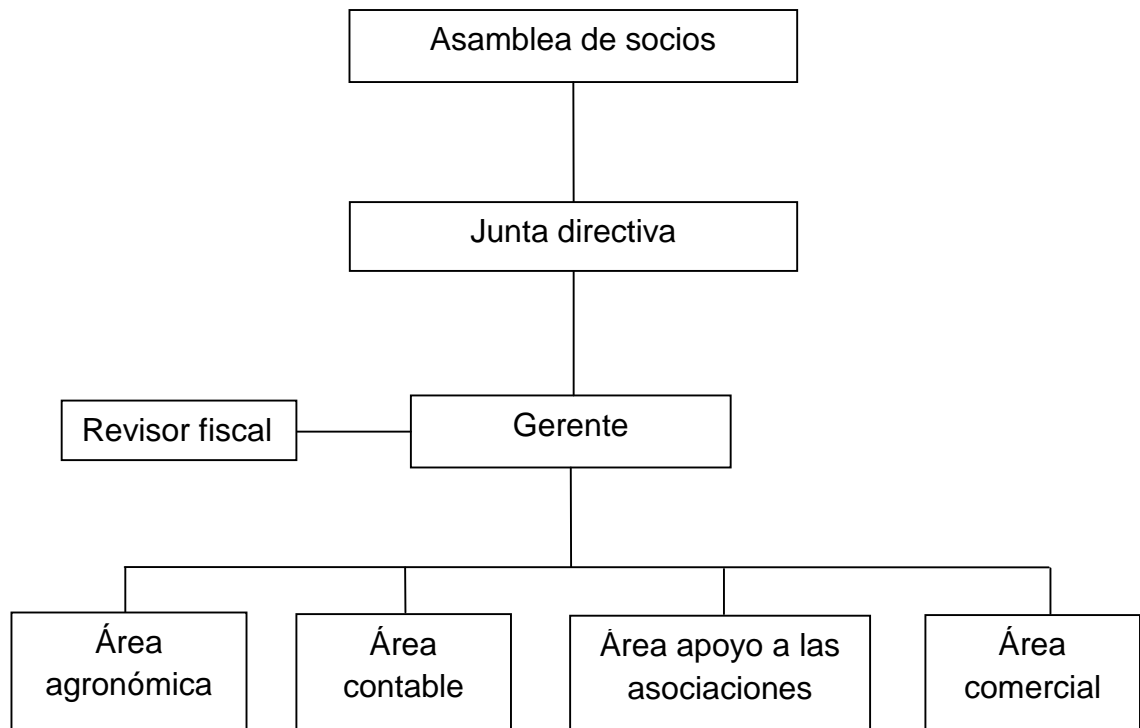 Asamblea de socios
Junta directiva
Gerente
Revisor fiscal
Área
agronómica
Área
contable
Área apoyo a las
asociaciones
Área
comercial